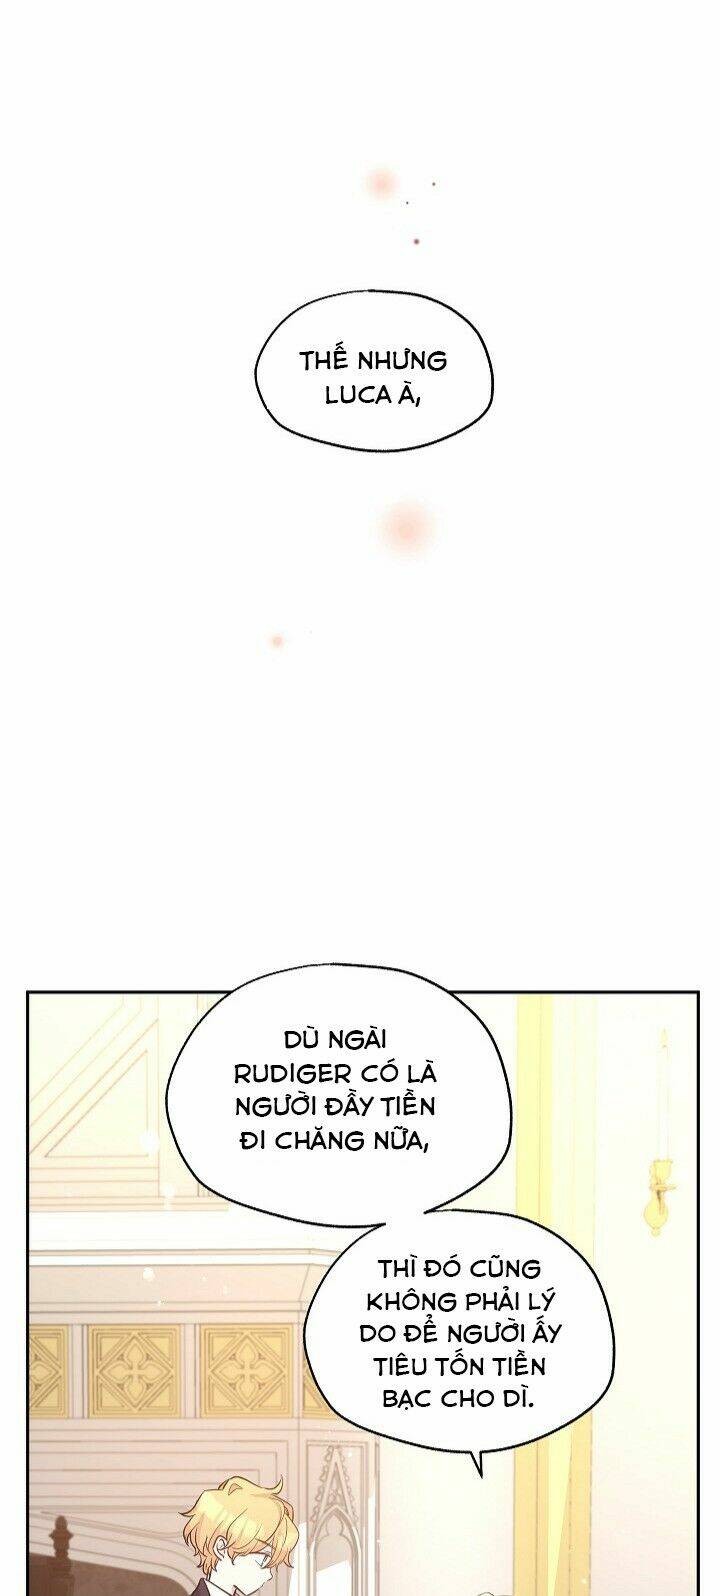 THẾ NHƯNG
LUCA À,
DÙ NGÀI
RUDIGER CÓ LÀ
NGƯỜI ĐẦY TIỀN
ĐI CHĂNG NỮA,
THÌ ĐÓ CŨNG
KHÔNG PHẢI LÝ
DO ĐỂ NGƯỜI ẤY
TIÊU TỐN TIỀN
BẠC CHO DÌ.